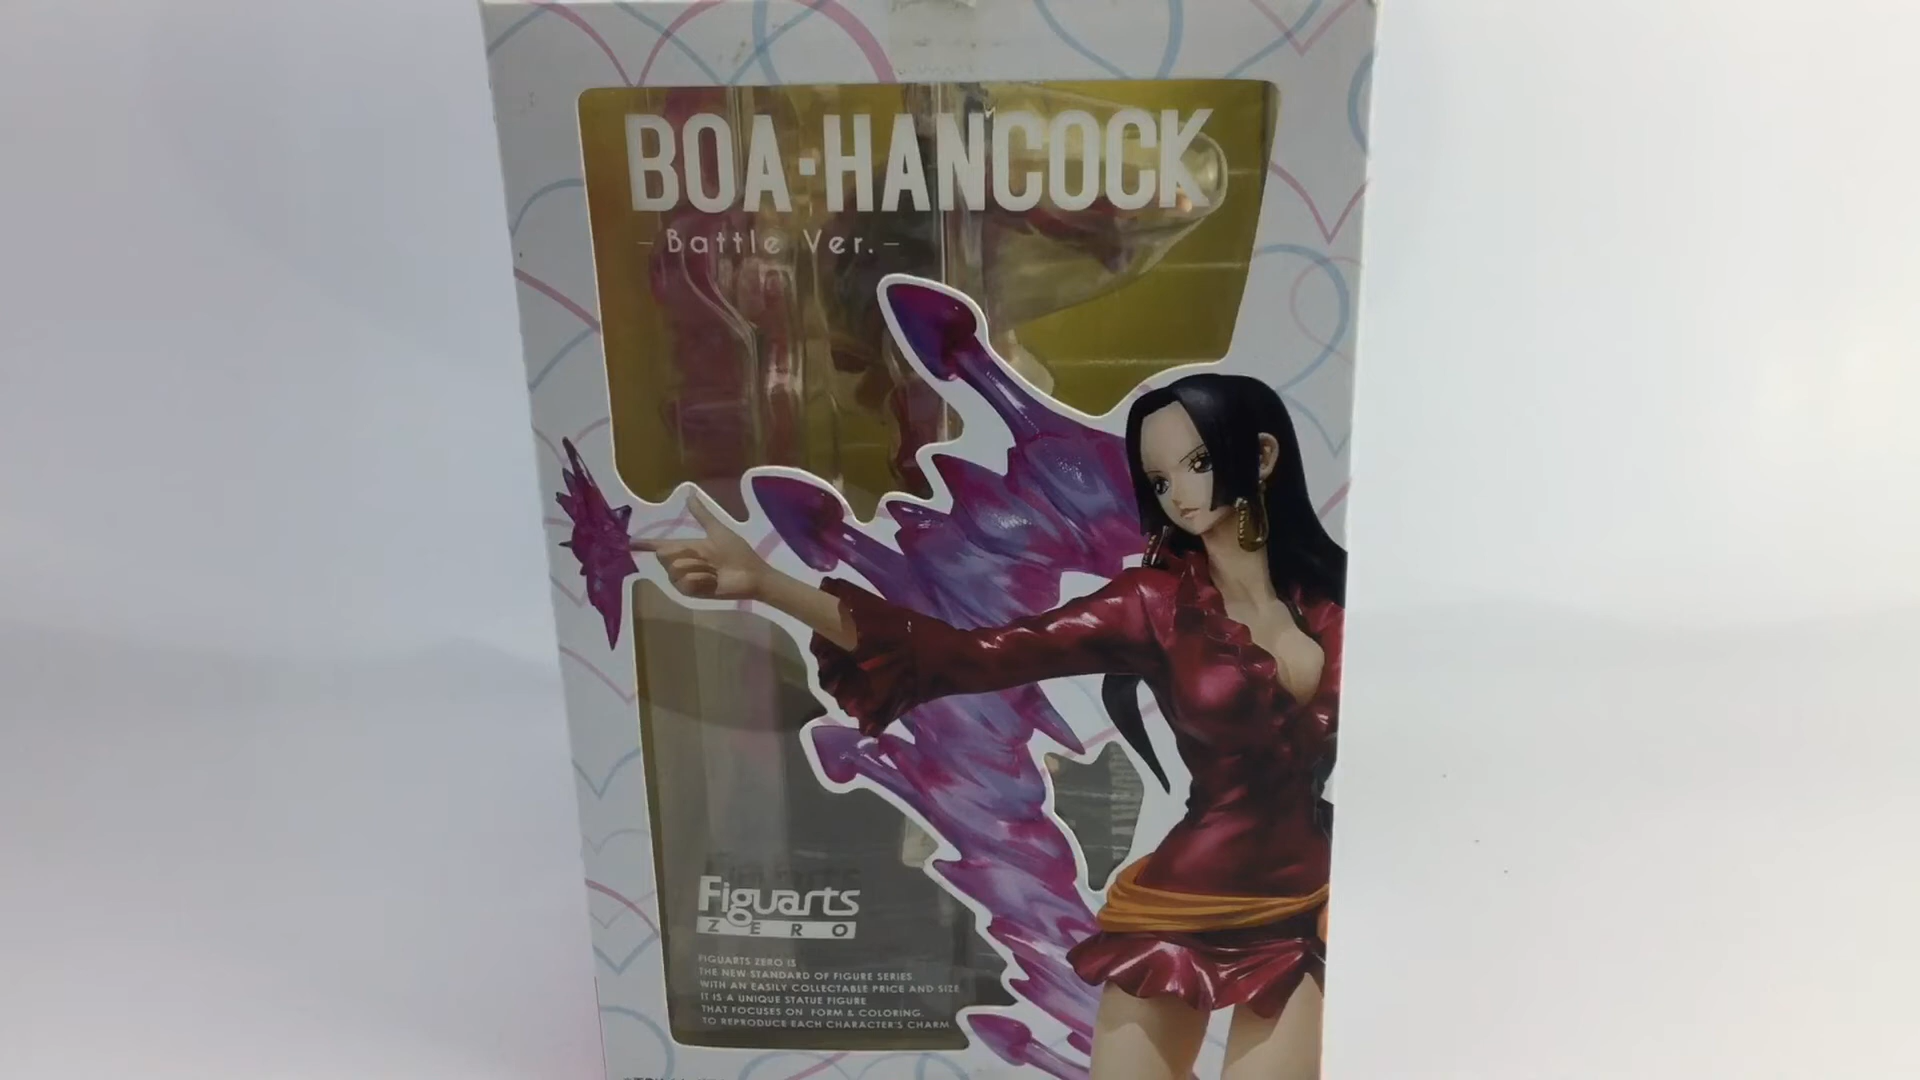 BOA·HANCOCK
-Battle Ver.-
Figuarts
ZERO
FIGUARTS ZERO IS
THE NEW STANDARD OF FIGURE SERIES
WITH AN EASILY COLLECTABLE PRICE AND SIZE
IT IS A UNIQUE STATUE FIGURE
THAT FOCUSES ON FORM & COLORING.
TO REPRODUCE EACH CHARACTER'S CHARM